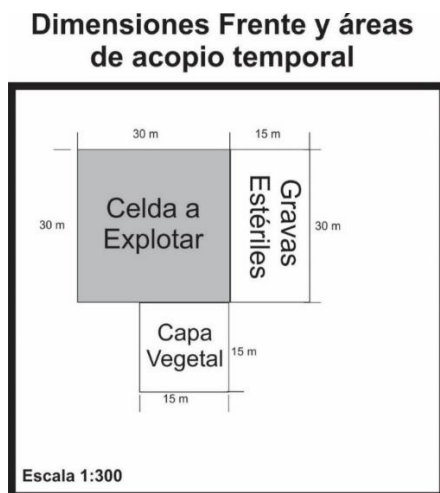 Dimensiones Frente y áreas
de acopio temporal
30 m
15 m
30 m
Celda a
Explotar
Gravas
Estériles
30 m
Capa
Vegetal
15 m
15 m
Escala 1:300